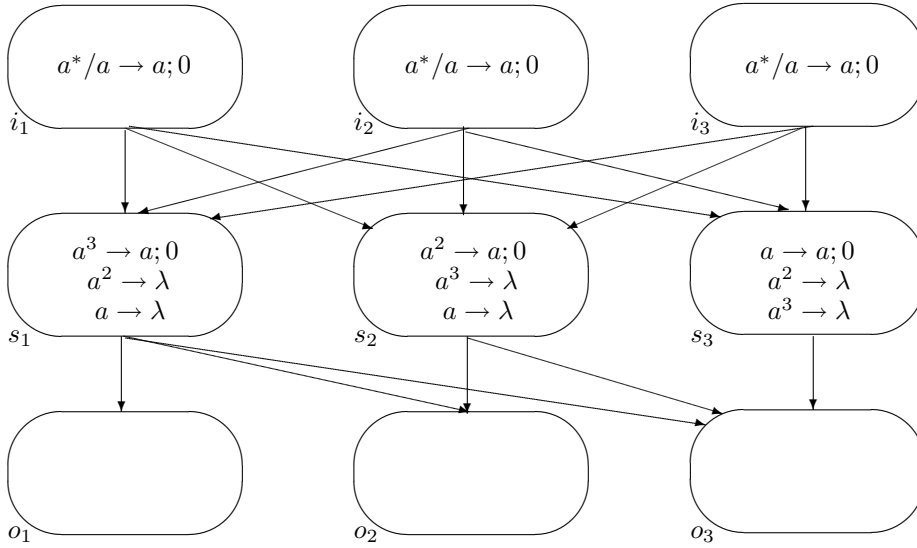 a*/a → a; 0
a*/a → a; 0
a*/a → a; 0
i₁
i₂
i₃
a³ → a; 0
a² → λ
a → λ
a² → a; 0
a³ → λ
a → λ
a → a; 0
a² → λ
a³ → λ
s₁
s₂
s₃
o₁
o₂
o₃